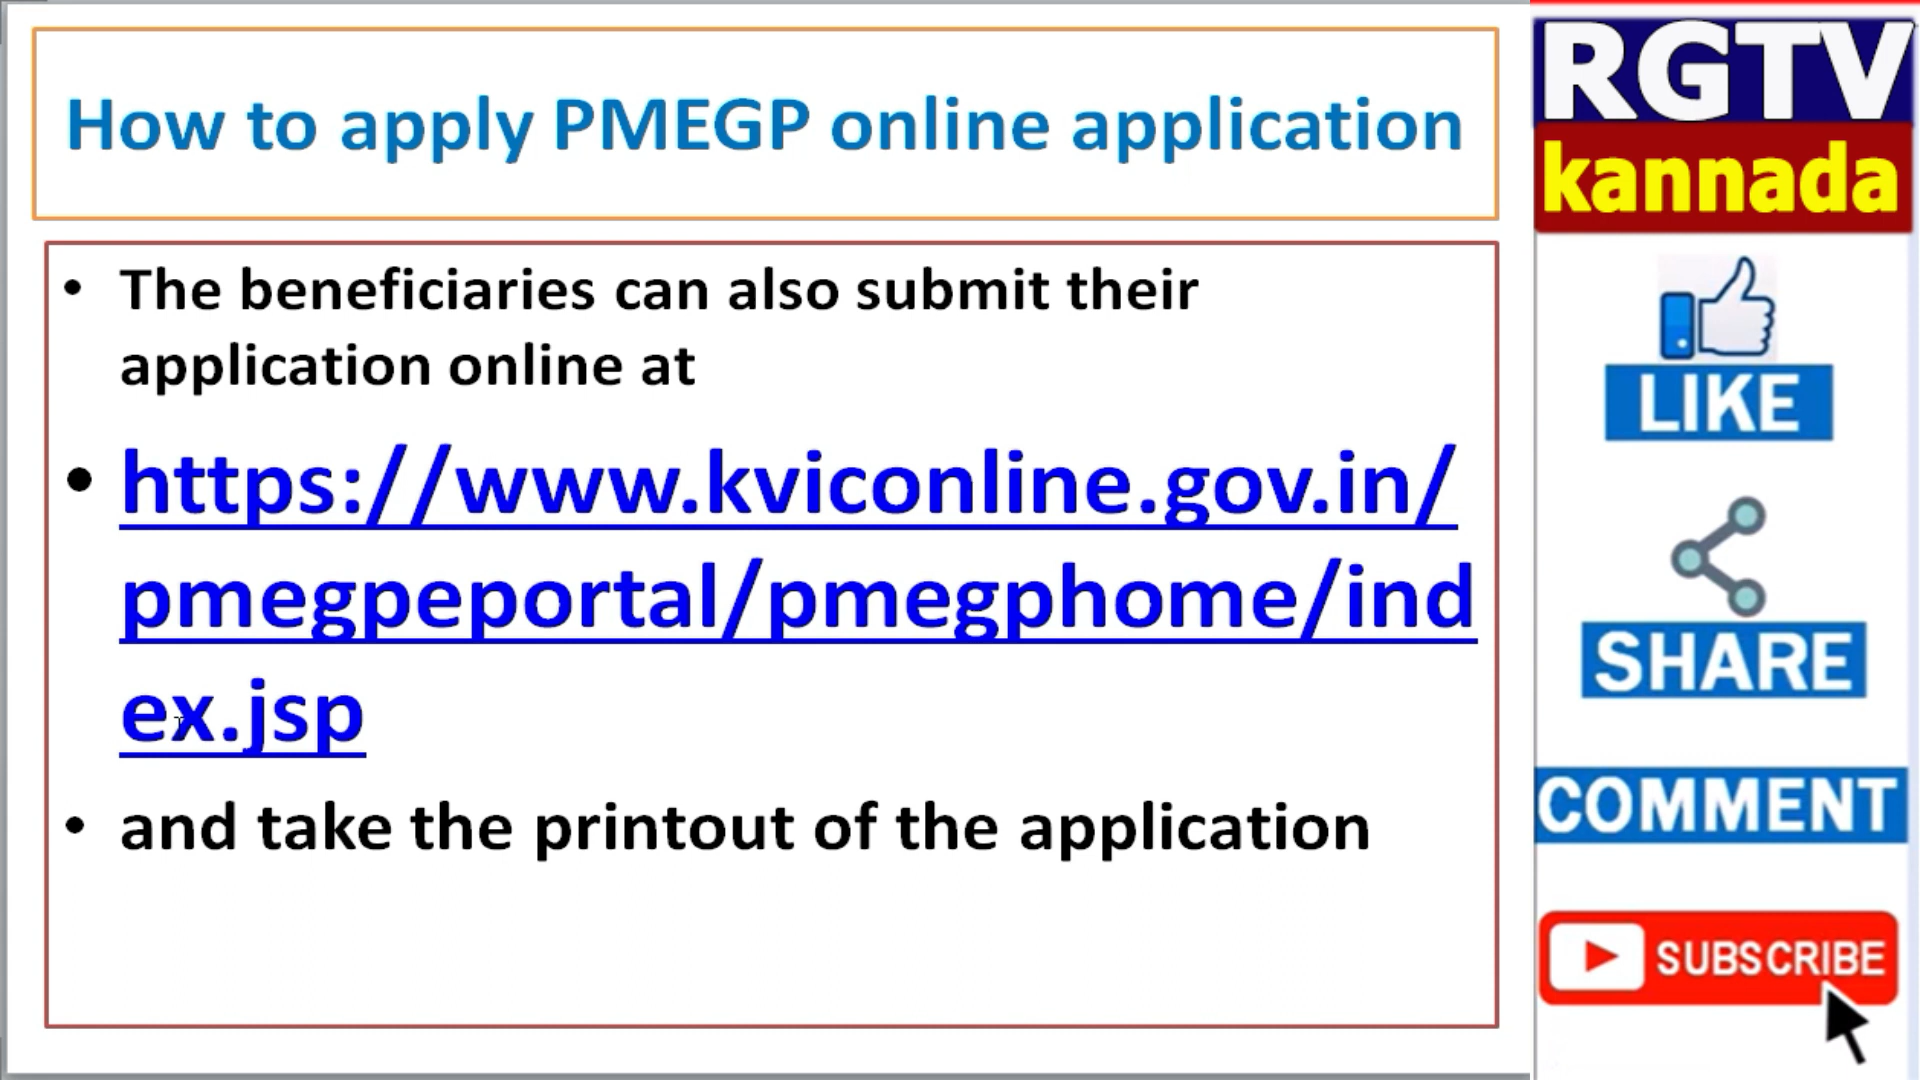 How to apply PMEGP online application
• The beneficiaries can also submit their
application online at
• https://www.kviconline.gov.in/
pmegpeportal/pmegphome/ind
ex.jsp
• and take the printout of the application
RGTV
kannada
LIKE
SHARE
COMMENT
SUBSCRIBE